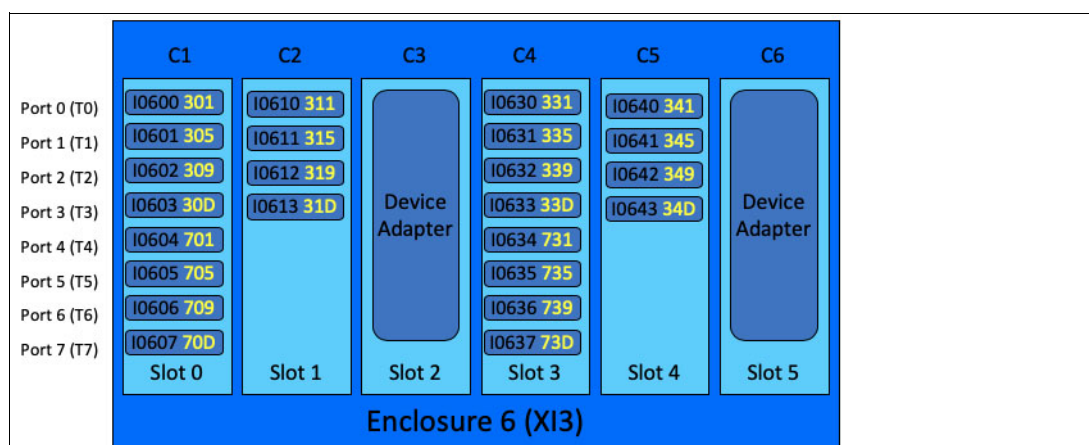 C1 C2 C3 C4 C5 C6
Port 0 (T0) I0600 301 I0610 311 I0630 331 I0640 341
Port 1 (T1) I0601 305 I0611 315 I0631 335 I0641 345
Port 2 (T2) I0602 309 I0612 319 I0632 339 I0642 349
Port 3 (T3) I0603 30D I0613 31D Device Adapter I0633 33D I0643 34D Device Adapter
Port 4 (T4) I0604 701 I0634 731
Port 5 (T5) I0605 705 I0635 735
Port 6 (T6) I0606 709 I0636 739
Port 7 (T7) I0607 70D I0637 73D
Slot 0 Slot 1 Slot 2 Slot 3 Slot 4 Slot 5
Enclosure 6 (XI3)